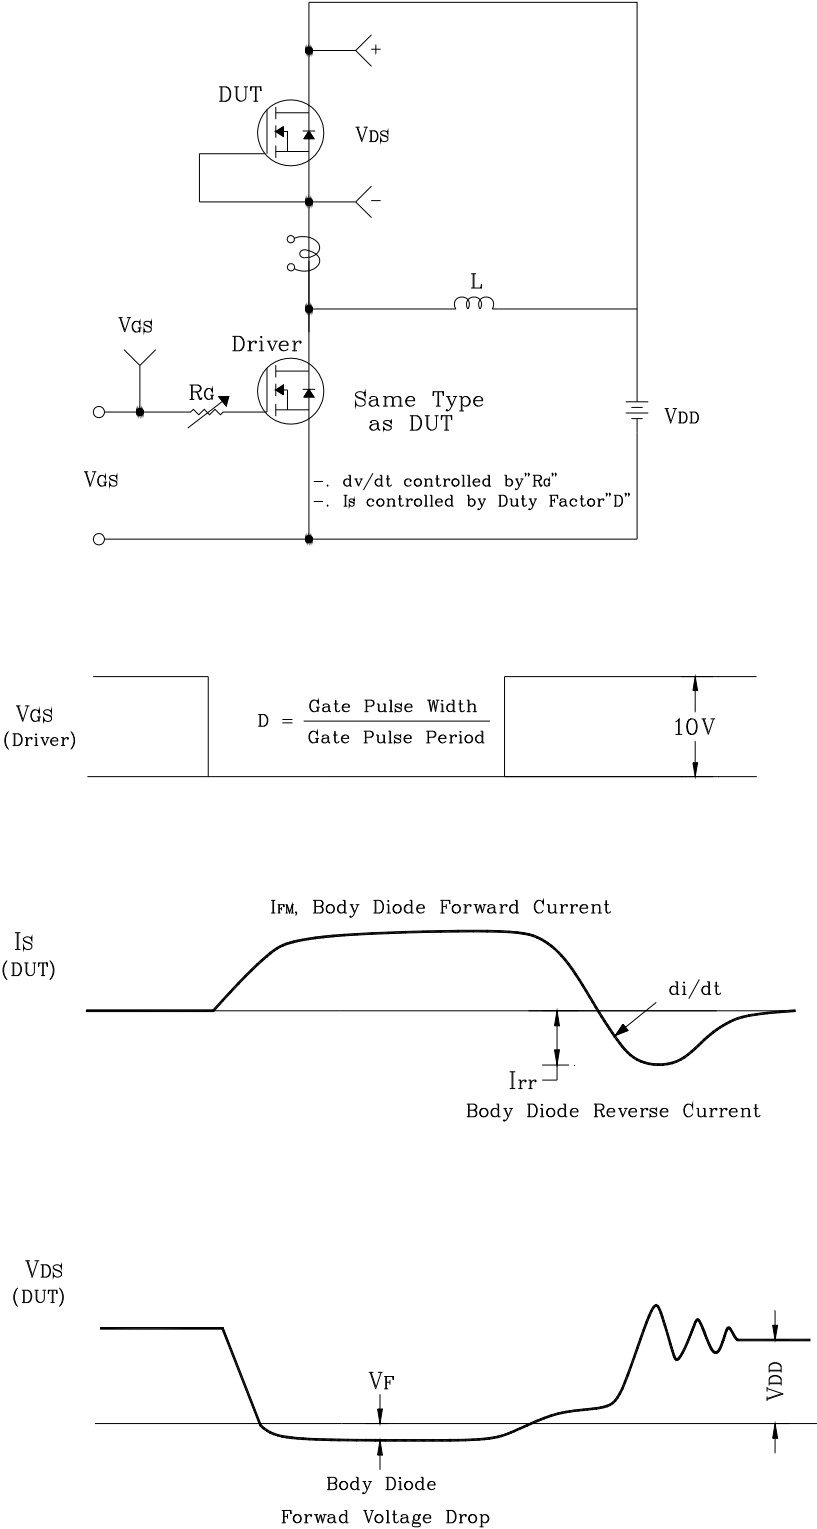 +
DUT
VDS
−
L
VGS
Driver
RG
Same Type
as DUT
VDD
VGS
−. dv/dt controlled by"RG"
−. Is controlled by Duty Factor"D"
VGS
(Driver)
D = Gate Pulse Width
Gate Pulse Period
10V
IFM, Body Diode Forward Current
IS
(DUT)
di/dt
Irr
Body Diode Reverse Current
VDS
(DUT)
VF
VDD
Body Diode
Forwad Voltage Drop